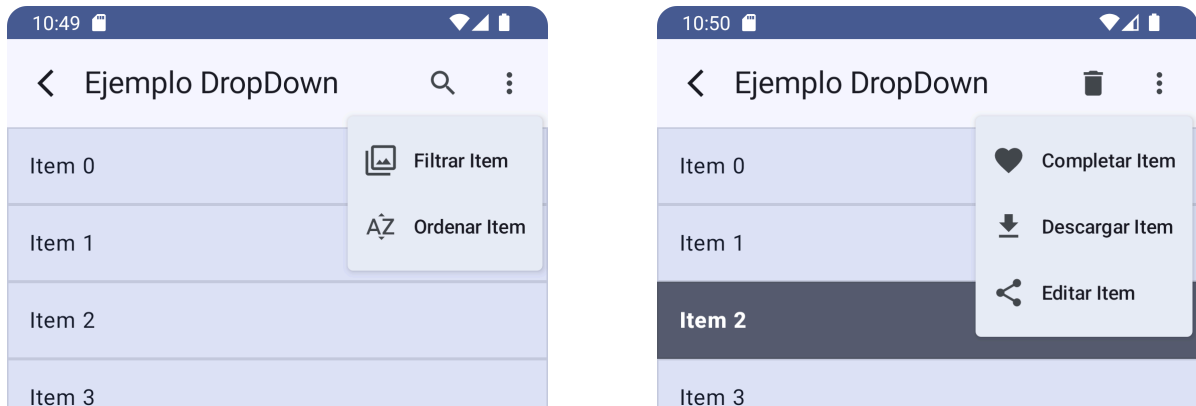 10:49
Ejemplo DropDown
Item 0
Filtrar Item
Ordenar Item
Item 1
Item 2
Item 3
10:50
Ejemplo DropDown
Item 0
Completar Item
Descargar Item
Item 1
Editar Item
Item 2
Item 3